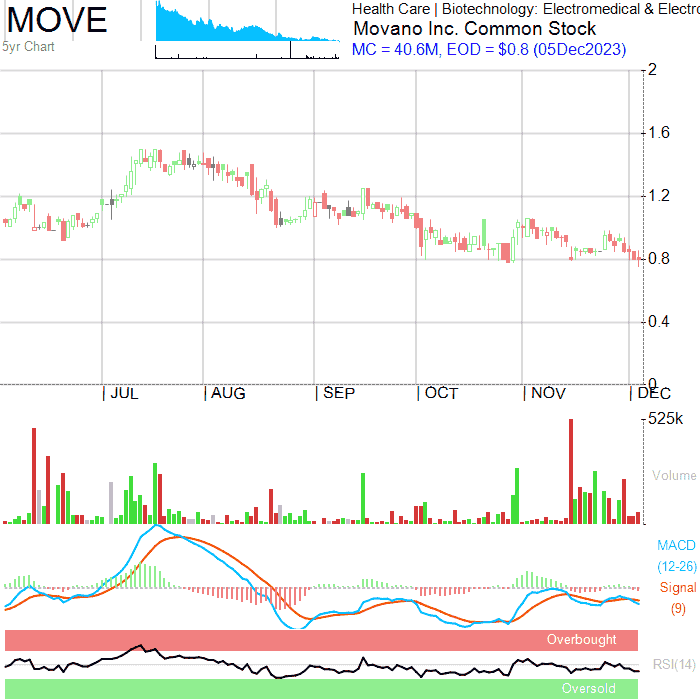 MOVE
5yr Chart
Health Care | Biotechnology: Electromedical & Electro
Movano Inc. Common Stock
MC = 40.6M, EOD = $0.8 (05Dec2023)
2
1.6
1.2
0.8
0.4
0
| JUL | AUG | SEP | OCT | NOV | DEC
525k
Volume
MACD
(12-26)
Signal
(9)
Overbought
RSI(14)
Oversold